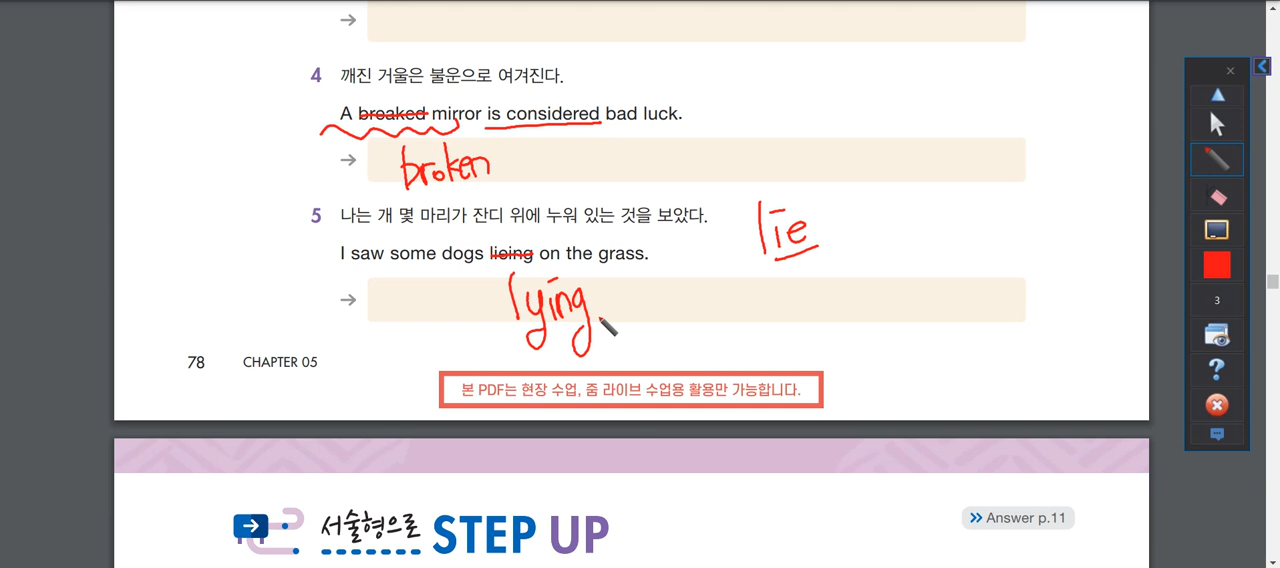 →
4 깨진 거울은 불운으로 여겨진다.
A breaked mirror is considered bad luck.
→ broken
5 나는 개 몇 마리가 잔디 위에 누워 있는 것을 보았다.
lie
I saw some dogs lieing on the grass.
→ lying
78 CHAPTER 05
본 PDF는 현장 수업, 줌 라이브 수업용 활용만 가능합니다.
서술형으로 STEP UP
Answer p.11
3